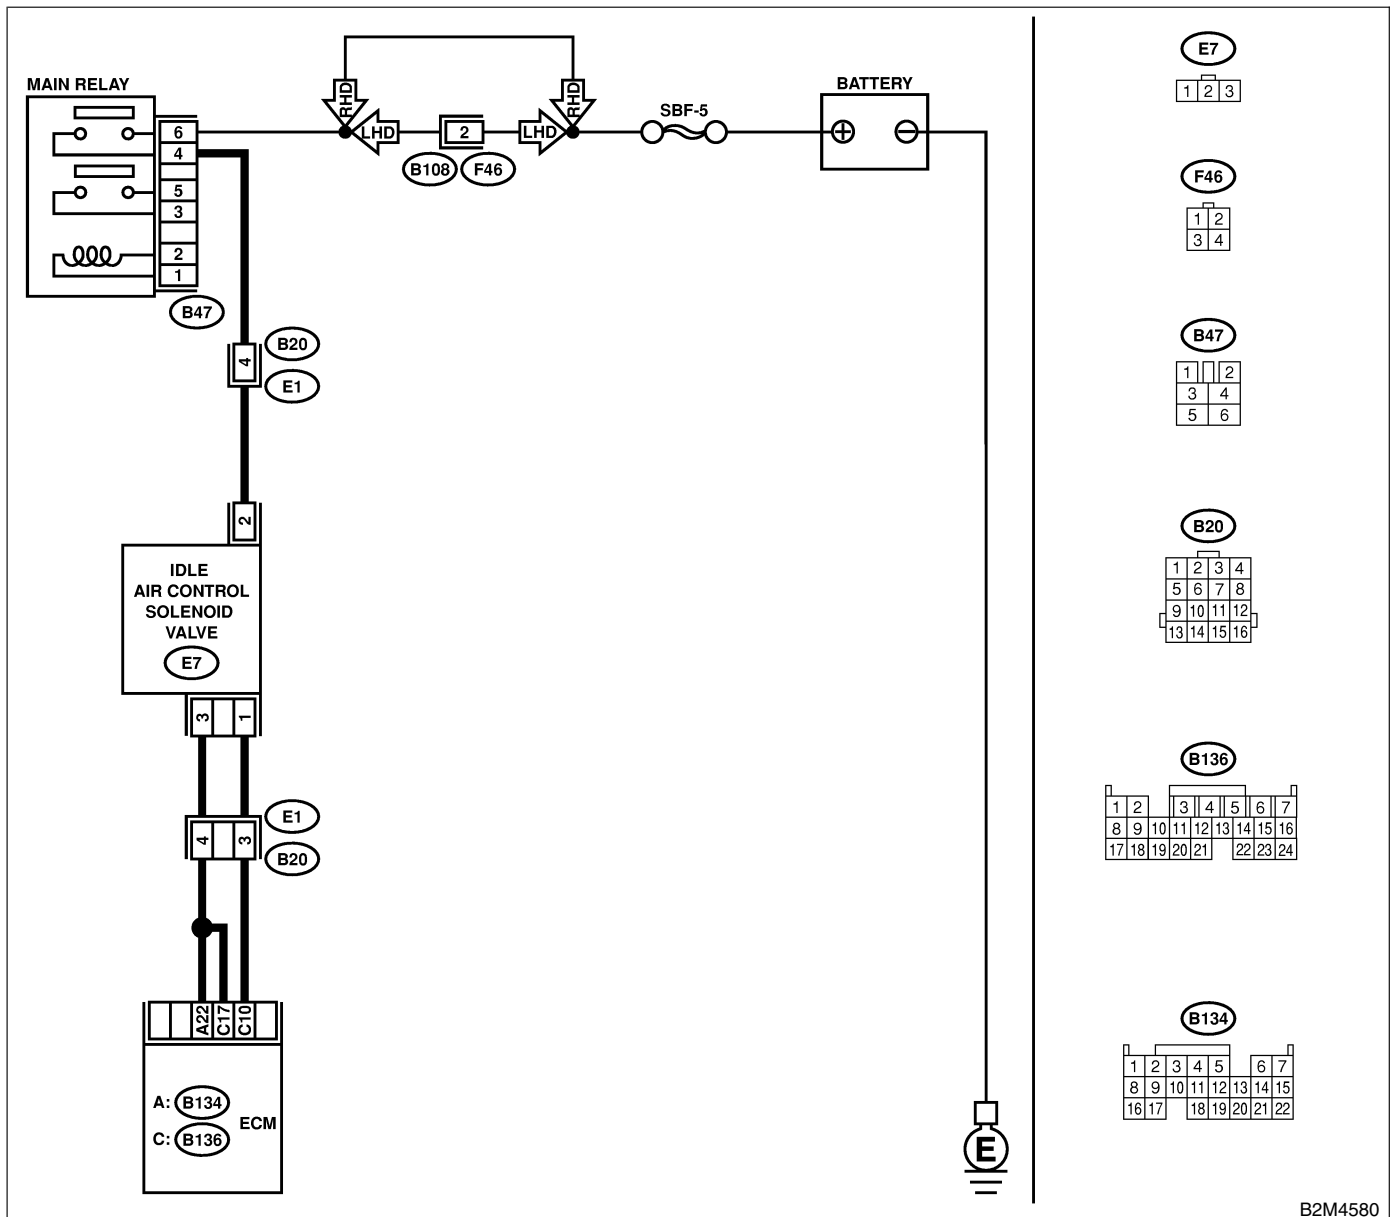 MAIN RELAY
6
4
5
3
2
1
B47
RHD
LHD
2
LHD
RHD
B108 F46
SBF-5
BATTERY
+ −
4
B20
E1
2
IDLE
AIR CONTROL
SOLENOID
VALVE
E7
3 1
E1
4 3
B20
A22 C17 C10
A: B134
C: B136
ECM
E
E7
1 2 3
F46
1 2
3 4
B47
1 2
3 4
5 6
B20
1 2 3 4
5 6 7 8
9 10 11 12
13 14 15 16
B136
1 2 3 4 5 6 7
8 9 10 11 12 13 14 15 16
17 18 19 20 21 22 23 24
B134
1 2 3 4 5 6 7
8 9 10 11 12 13 14 15
16 17 18 19 20 21 22
B2M4580